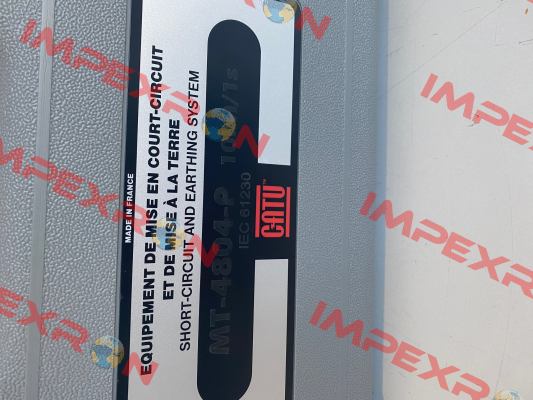 MADE IN FRANCE
EQUIPEMENT DE MISE EN COURT-CIRCUIT
ET DE MISE À LA TERRE
SHORT-CIRCUIT AND EARTHING SYSTEM
MT-4804-P
IEC 61230
CATU
IMPEXRON
IMPEXRON
IMPEXRON
IMPEXRON
IMPEXRON
IMPEXRON